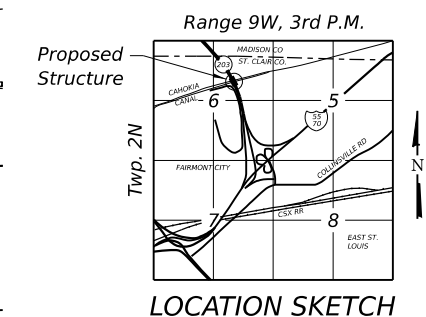 Range 9W, 3rd P.M.
Proposed
Structure
MADISON CO
ST. CLAIR CO.
203
CAHOKIA
CANAL
6
5
55
70
Twp. 2N
COLLINSVILLE RD
N
FAIRMONT CITY
7
CSX RR
8
EAST ST.
LOUIS
LOCATION SKETCH